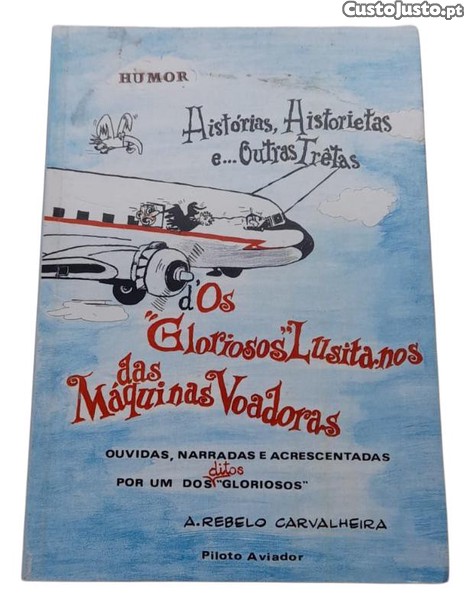 CustoJusto.pt
HUMOR
Histórias, Historietas
e... Outras Tretas
d'Os
"Gloriosos" Lusitanos
das
Máquinas Voadoras
OUVIDAS, NARRADAS E ACRESCENTADAS
ditos
POR UM DOS "GLORIOSOS"
A. REBELO CARVALHEIRA
Piloto Aviador